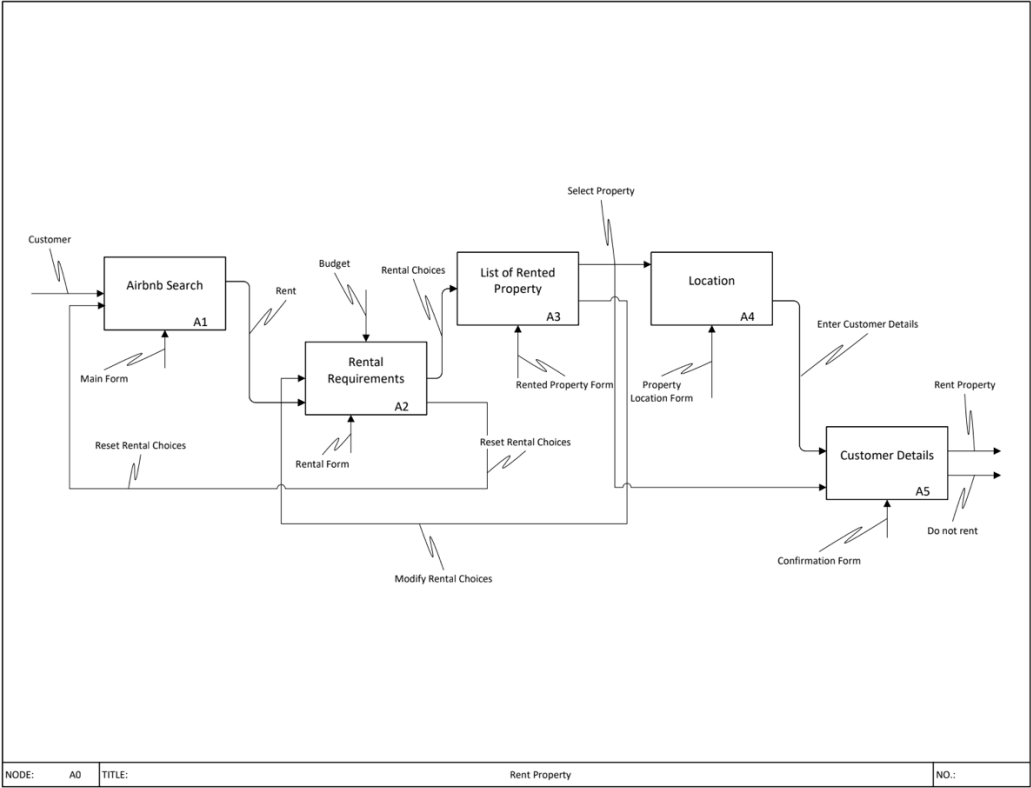 Select Property
Customer
Budget
Rental Choices
Rent
Airbnb Search
A1
List of Rented
Property
A3
Location
A4
Enter Customer Details
Main Form
Rental
Requirements
A2
Rented Property Form
Property
Location Form
Rent Property
Reset Rental Choices
Reset Rental Choices
Rental Form
Customer Details
A5
Do not rent
Confirmation Form
Modify Rental Choices
NODE: A0 TITLE: Rent Property NO.: